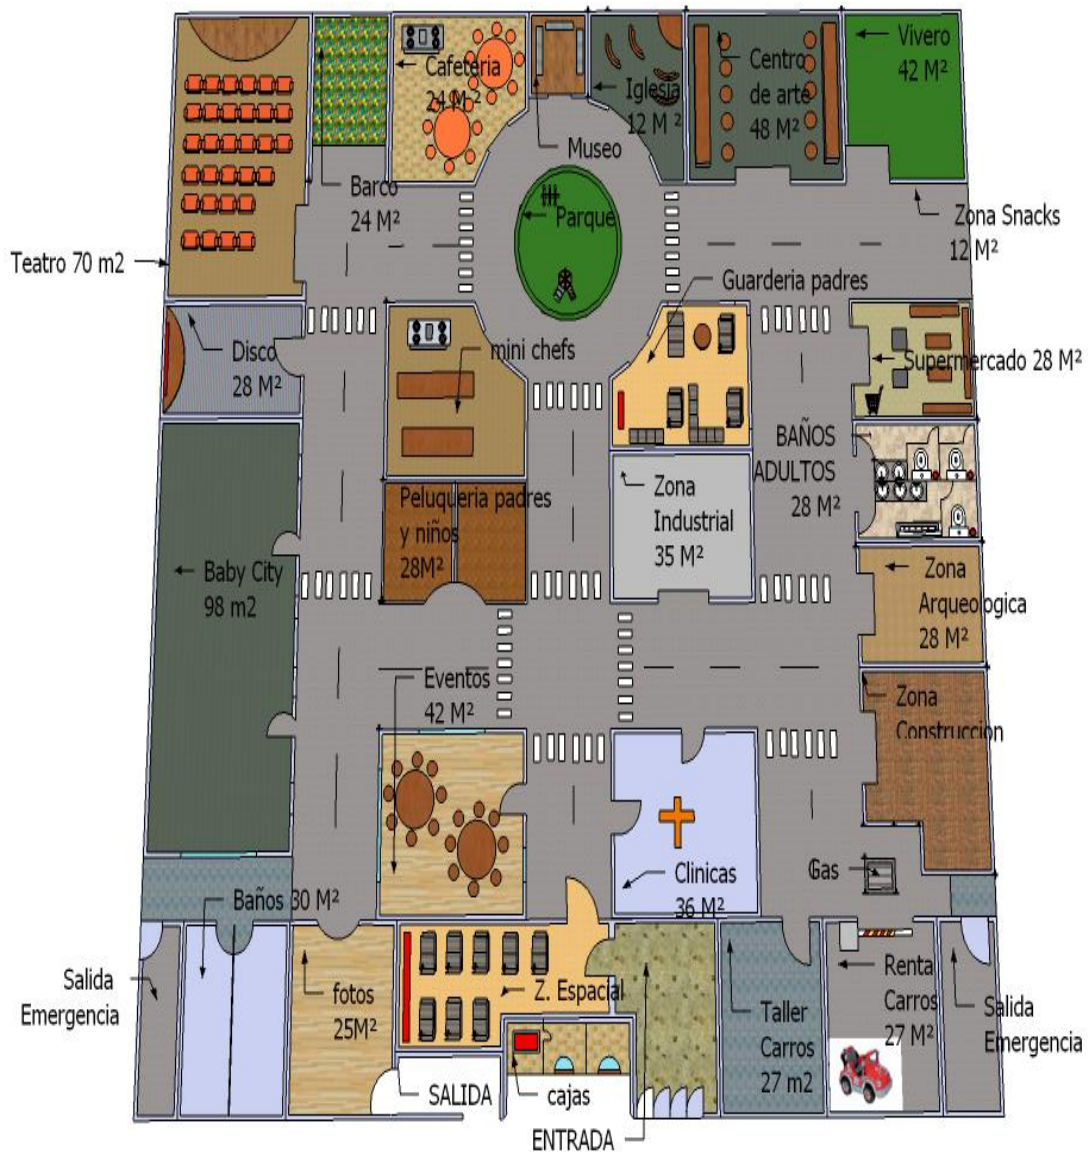 Vivero
42 M²
Cafeteria
24 M ²
Centro
de arte
48 M²
Iglesia
12 M ²
Museo
Barco
24 M²
Parque
Zona Snacks
12 M²
Teatro 70 m2
Guarderia padres
Disco
28 M²
mini chefs
Supermercado 28 M²
BAÑOS
ADULTOS
28 M²
Peluqueria padres
y niños
28M²
Zona
Industrial
35 M²
Baby City
98 m2
Zona
Arqueologica
28 M²
Eventos
42 M²
Zona
Construccion
Gas
Clinicas
36 M²
Baños 30 M²
Salida
Emergencia
fotos
25M²
Z. Espacial
Taller
Carros
27 m2
Renta
Carros
27 M²
Salida
Emergencia
SALIDA
cajas
ENTRADA